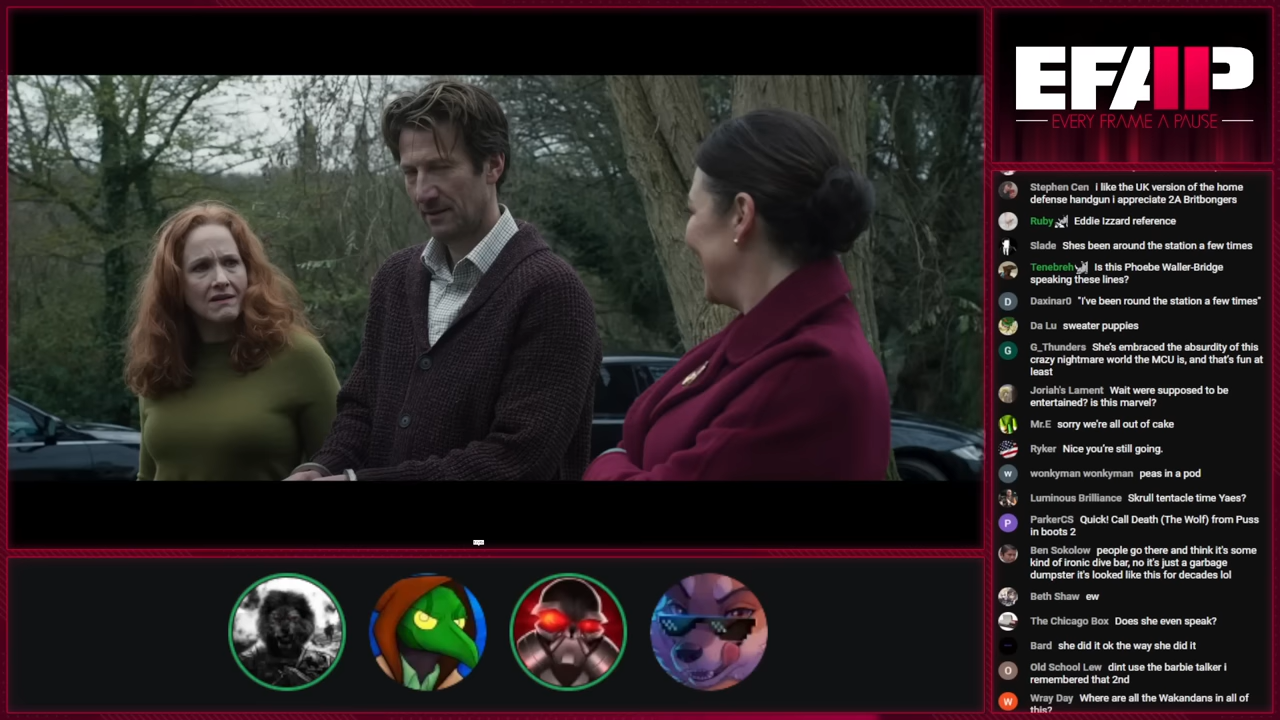 EFAP
EVERY FRAME A PAUSE
Stephen Cen i like the UK version of the home
defense handgun i appreciate 2A Britbongers
Ruby Eddie Izzard reference
Slade Shes been around the station a few times
Tenebreh Is this Phoebe Waller-Bridge
speaking these lines?
D
Daxinar0 "I've been round the station a few times"
Da Lu sweater puppies
G
G_Thunders She's embraced the absurdity of this
crazy nightmare world the MCU is, and that's fun at
least
Joriah's Lament Wait were supposed to be
entertained? is this marvel?
Mr.E sorry we're all out of cake
Ryker Nice you're still going.
w
wonkyman wonkyman peas in a pod
Luminous Brilliance Skrull tentacle time Yaes?
P
ParkerCS Quick! Call Death (The Wolf) from Puss
in boots 2
Ben Sokolow people go there and think it's some
kind of ironic dive bar, no it's just a garbage
dumpster it's looked like this for decades lol
Beth Shaw ew
The Chicago Box Does she even speak?
Bard she did it ok the way she did it
O
Old School Lew dint use the barbie talker i
remembered that 2nd
W
Wray Day Where are all the Wakandans in all of
this?